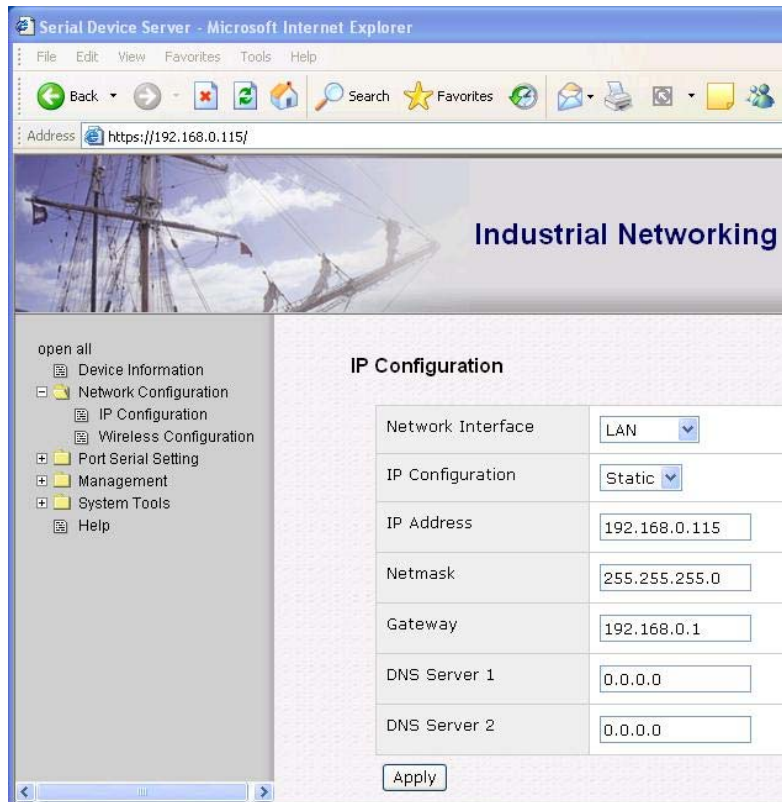 Serial Device Server - Microsoft Internet Explorer
File Edit View Favorites Tools Help
Back Search Favorites
Address https://192.168.0.115/
Industrial Networking
open all
Device Information
Network Configuration
IP Configuration
Wireless Configuration
Port Serial Setting
Management
System Tools
Help
IP Configuration
Network Interface LAN
IP Configuration Static
IP Address 192.168.0.115
Netmask 255.255.255.0
Gateway 192.168.0.1
DNS Server 1 0.0.0.0
DNS Server 2 0.0.0.0
Apply